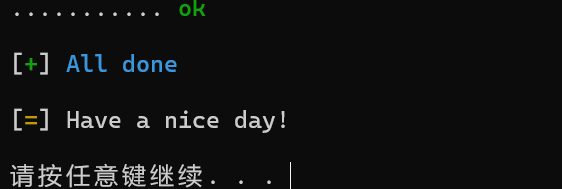 ........... ok
[+] All done
[=] Have a nice day!
请按任意键继续. . .